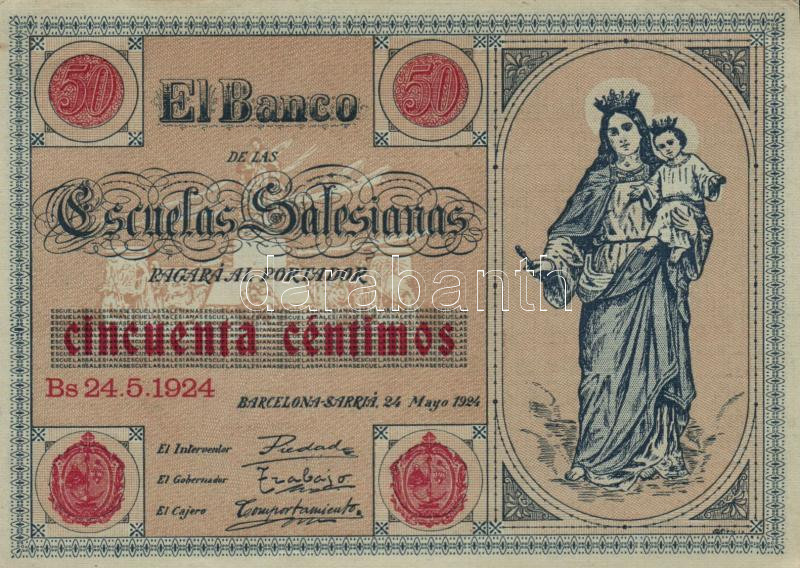 50
50
El Banco
DE LAS
Escuelas Salesianas
PAGARÁ AL PORTADOR
darabanth
cincuenta céntimos
Bs 24.5.1924
BARCELONA-SARRIÁ, 24 Mayo 1924
El Interventor Piedad
El Gobernador Trabajo
El Cajero Comportamiento